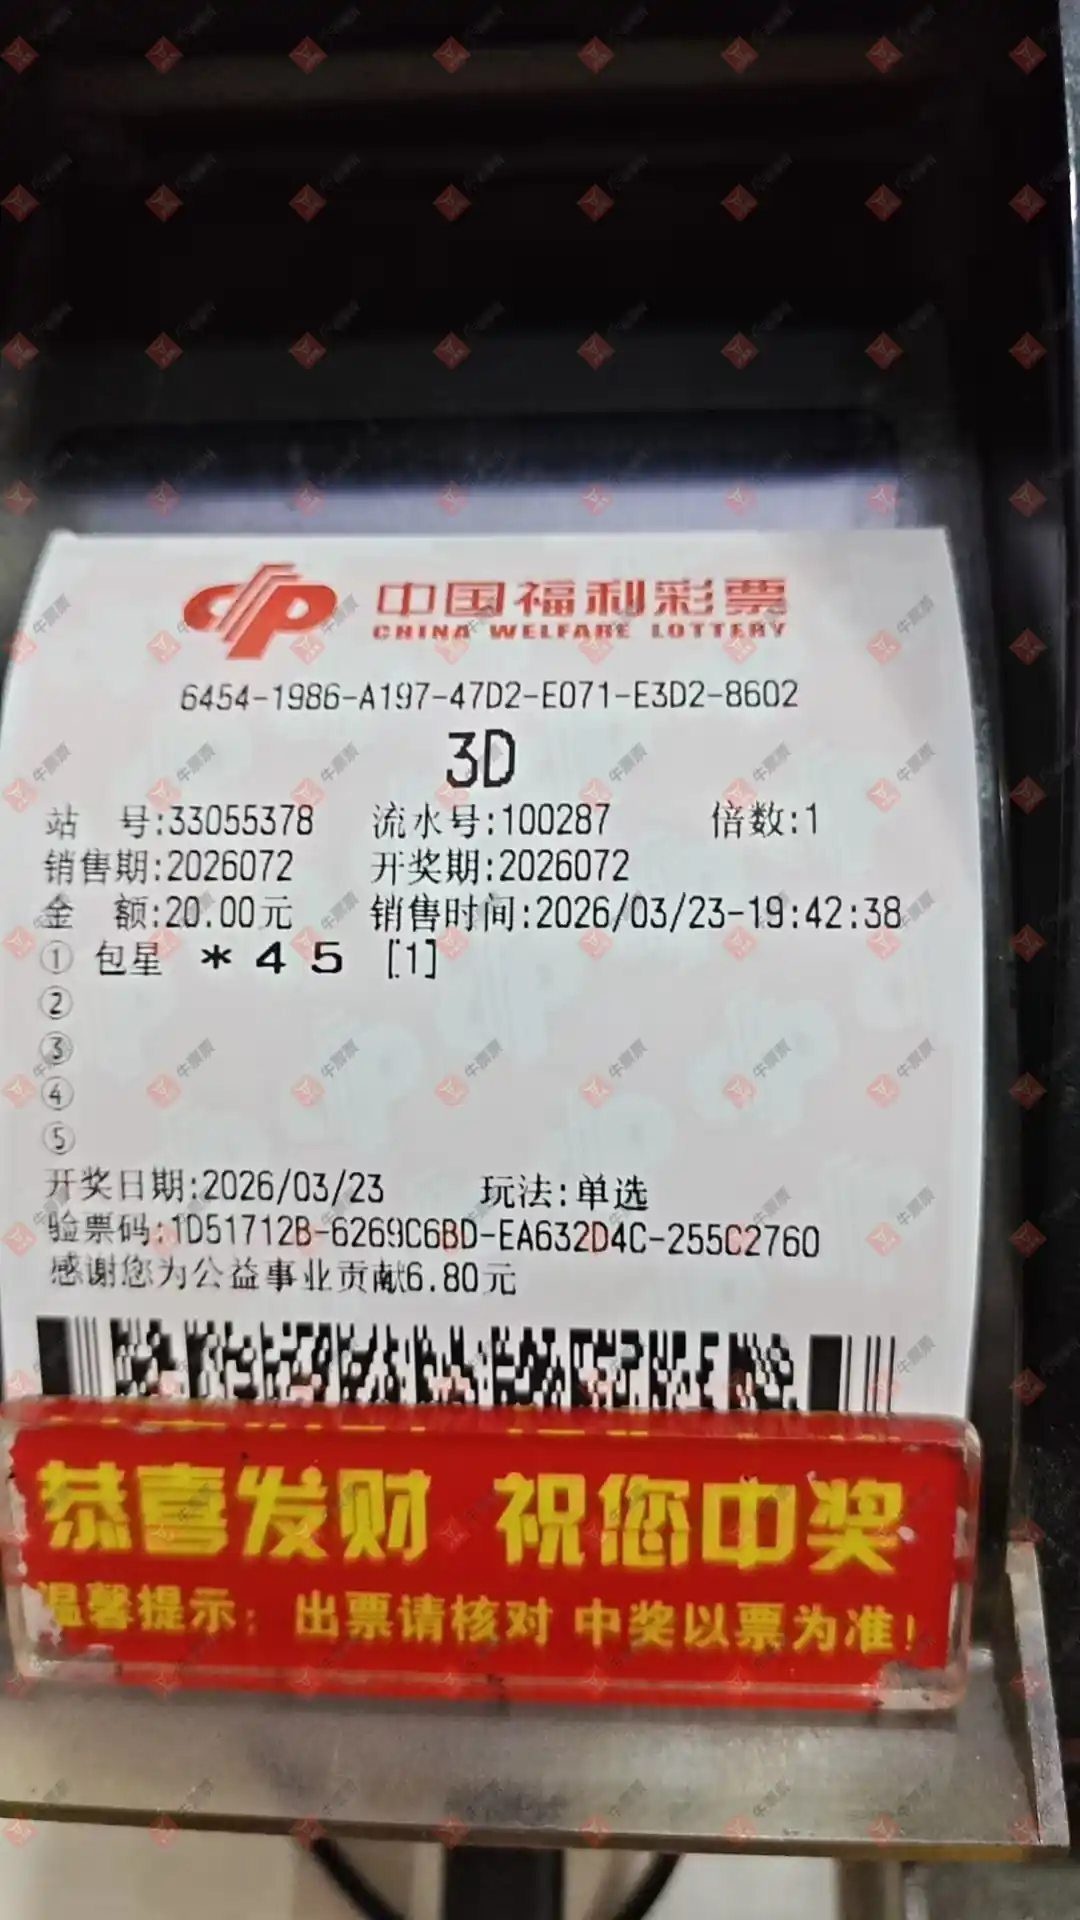 中国福利彩票
CHINA WELFARE LOTTERY
6454-1986-A197-47D2-E071-E3D2-8602
3D
站 号:33055378 流水号:100287 倍数:1
销售期:2026072 开奖期:2026072
金 额:20.00元 销售时间:2026/03/23-19:42:38
① 包星 * 4 5 [1]
②
③
④
⑤
开奖日期:2026/03/23 玩法:单选
验票码:1D51712B-6269C6BD-EA632D4C-255C2760
感谢您为公益事业贡献6.80元
恭喜发财 祝您中奖
温馨提示: 出票请核对 中奖以票为准!
牛票票